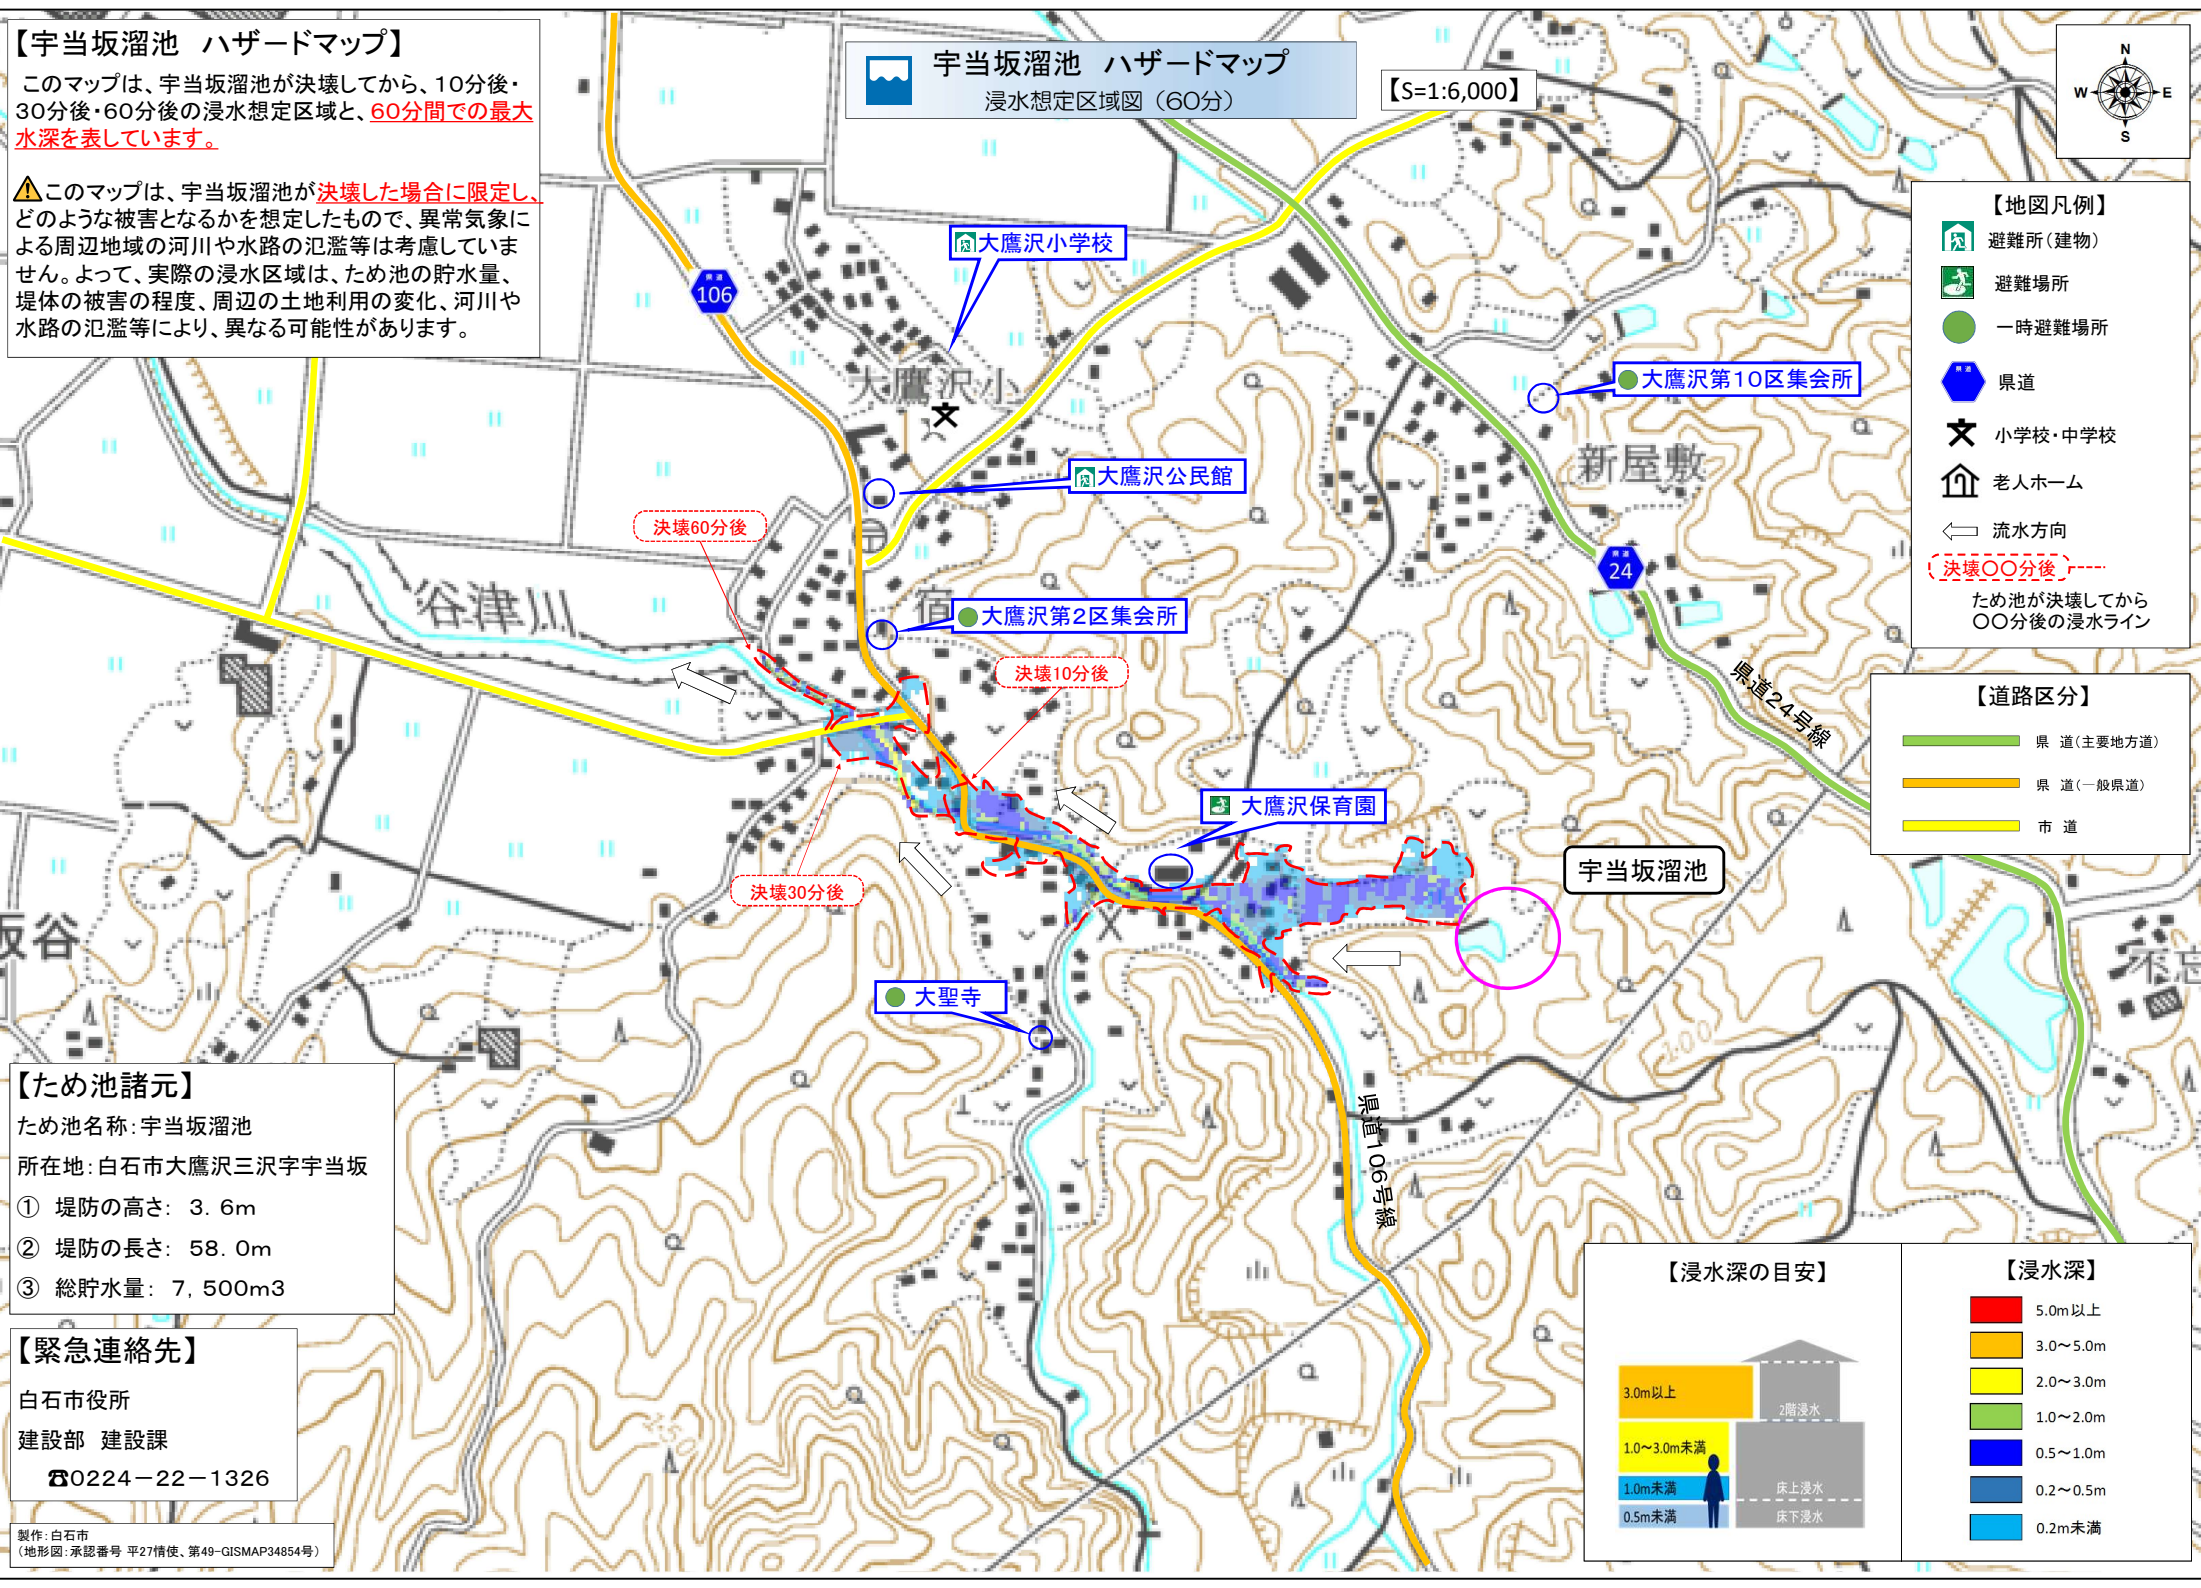 【宇当坂溜池　ハザードマップ】
このマップは、宇当坂溜池が決壊してから、10分後・
30分後・60分後の浸水想定区域と、60分間での最大
水深を表しています。
⚠このマップは、宇当坂溜池が決壊した場合に限定し、
どのような被害となるかを想定したもので、異常気象に
よる周辺地域の河川や水路の氾濫等は考慮していま
せん。よって、実際の浸水区域は、ため池の貯水量、
堤体の被害の程度、周辺の土地利用の変化、河川や
水路の氾濫等により、異なる可能性があります。
宇当坂溜池　ハザードマップ
浸水想定区域図（60分）
【S=1:6,000】
N
W E
S
【地図凡例】
避難所（建物）
避難場所
一時避難場所
県道
県道
小学校・中学校
老人ホーム
流水方向
決壊〇〇分後
ため池が決壊してから
〇〇分後の浸水ライン
【道路区分】
県　道（主要地方道）
県　道（一般県道）
市　道
県道
106
大鷹沢小学校
大鷹沢小
文
大鷹沢公民館
大鷹沢第10区集会所
新屋敷
県道
24
決壊60分後
谷津川
宿
大鷹沢第2区集会所
決壊10分後
県道24号線
大鷹沢保育園
宇当坂溜池
決壊30分後
坂谷
大聖寺
県道106号線
100
350
【ため池諸元】
ため池名称：宇当坂溜池
所在地：白石市大鷹沢三沢字宇当坂
①　堤防の高さ：　3．6m
②　堤防の長さ：　58．0m
③　総貯水量：　7，500m3
【緊急連絡先】
白石市役所
建設部　建設課
☎0224－22－1326
製作：白石市
（地形図：承認番号 平27情使、第49-GISMAP34854号）
【浸水深の目安】
3.0m以上
2階浸水
1.0～3.0m未満
1.0m未満
床上浸水
0.5m未満
床下浸水
【浸水深】
5.0m以上
3.0～5.0m
2.0～3.0m
1.0～2.0m
0.5～1.0m
0.2～0.5m
0.2m未満